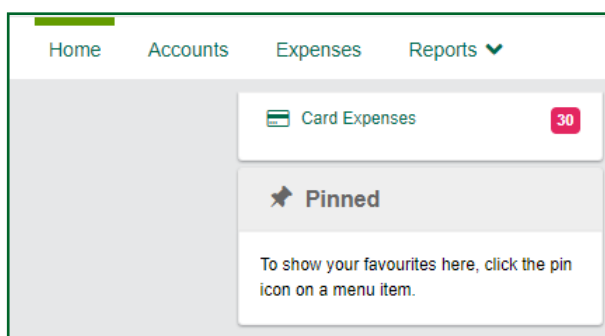 Home Accounts Expenses Reports
Card Expenses 30
Pinned
To show your favourites here, click the pin
icon on a menu item.